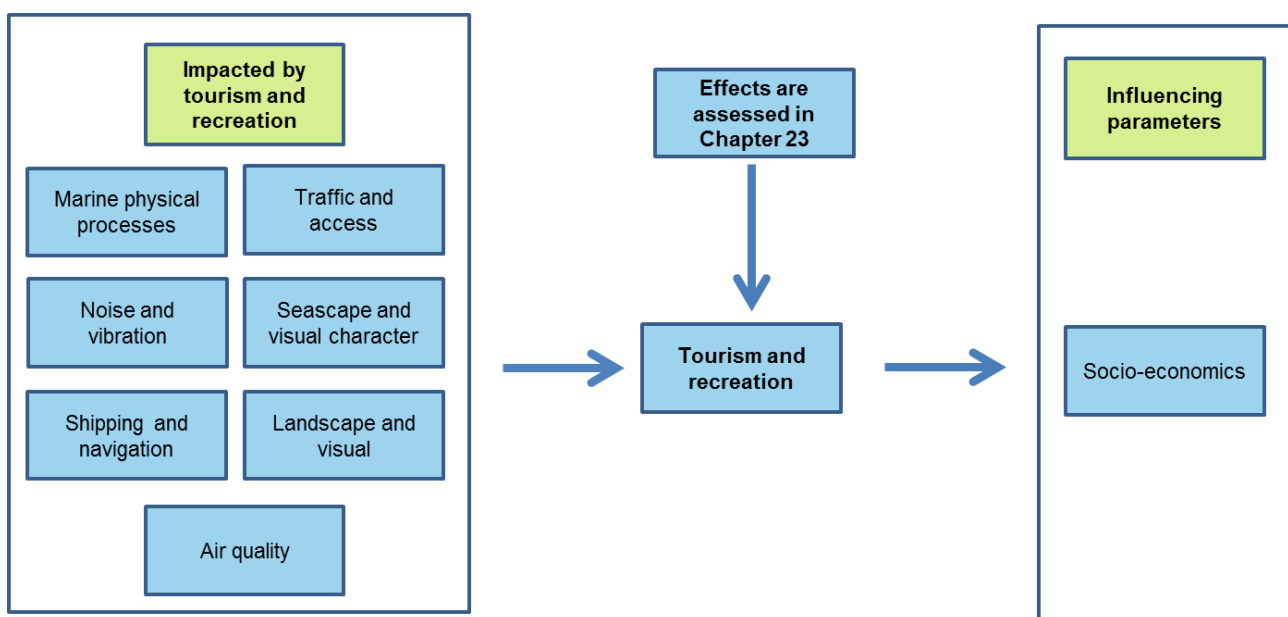 Impacted by
tourism and
recreation
Marine physical
processes
Traffic and
access
Noise and
vibration
Seascape and
visual character
Shipping and
navigation
Landscape and
visual
Air quality
Effects are
assessed in
Chapter 23
Tourism and
recreation
Influencing
parameters
Socio-economics